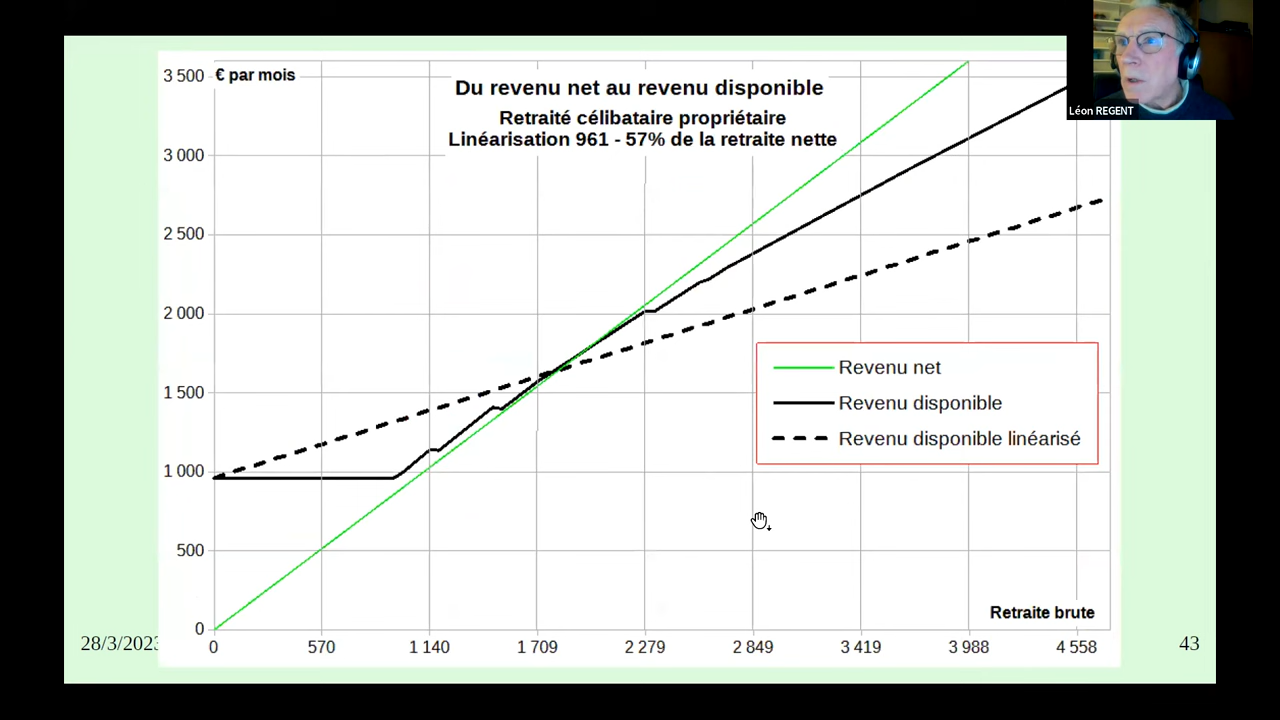 € par mois
Du revenu net au revenu disponible
Retraité célibataire propriétaire
Linéarisation 961 - 57% de la retraite nette
Léon REGENT
3 500
3 000
2 500
2 000
1 500
1 000
500
0
Revenu net
Revenu disponible
Revenu disponible linéarisé
Retraite brute
0 570 1 140 1 709 2 279 2 849 3 419 3 988 4 558
28/3/2023
43